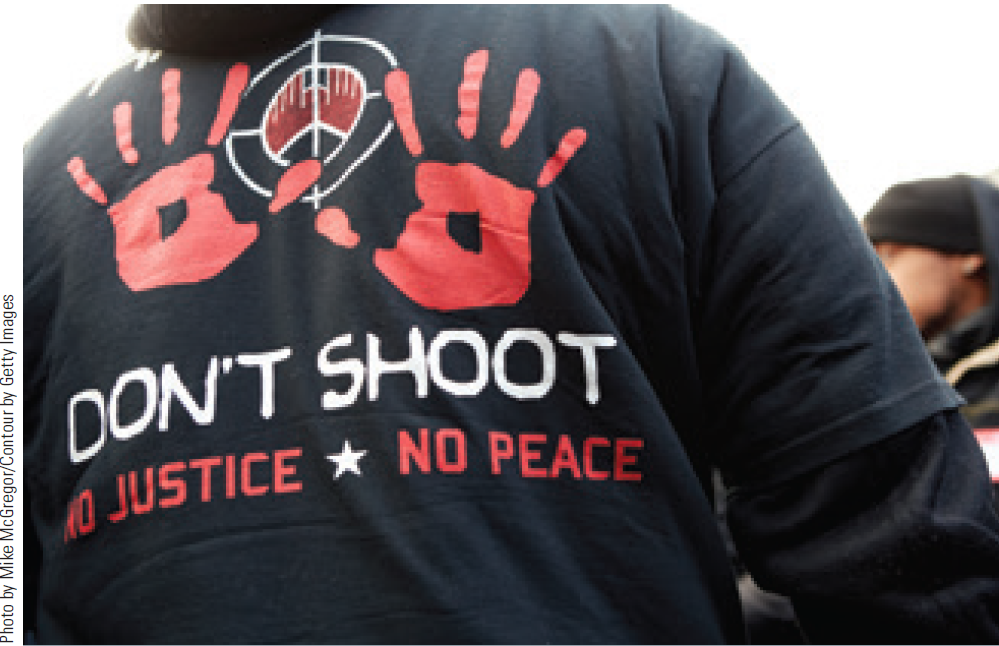 DON'T SHOOT
NO JUSTICE ★ NO PEACE
Photo by Mike McGregor/Contour by Getty Images